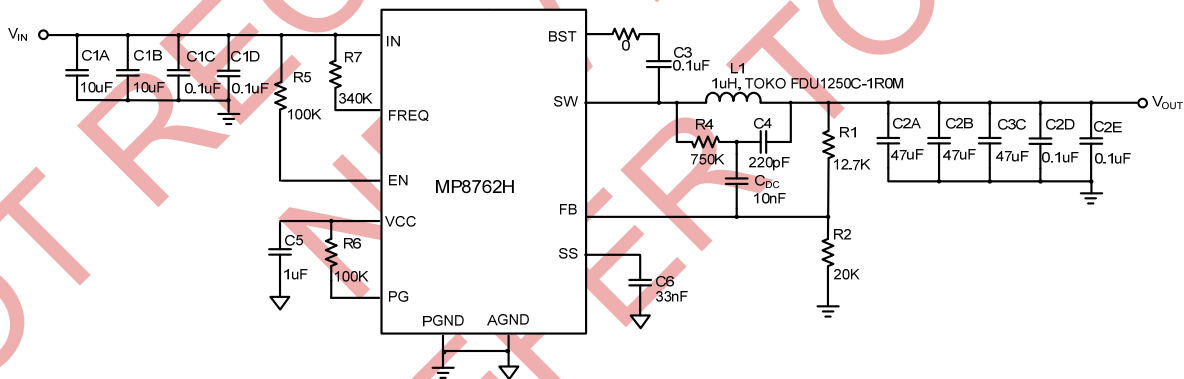 V_IN
C1A
10uF
C1B
10uF
C1C
0.1uF
C1D
0.1uF
R5
100K
R7
340K
IN
FREQ
EN
VCC
PG
C5
1uF
R6
100K
MP8762H
PGND
AGND
BST
SW
FB
SS
0
C3
0.1uF
L1
1uH, TOKO FDU1250C-1R0M
R4
750K
C4
220pF
C_DC
10nF
R1
12.7K
R2
20K
C6
33nF
C2A
47uF
C2B
47uF
C3C
47uF
C2D
0.1uF
C2E
0.1uF
V_OUT